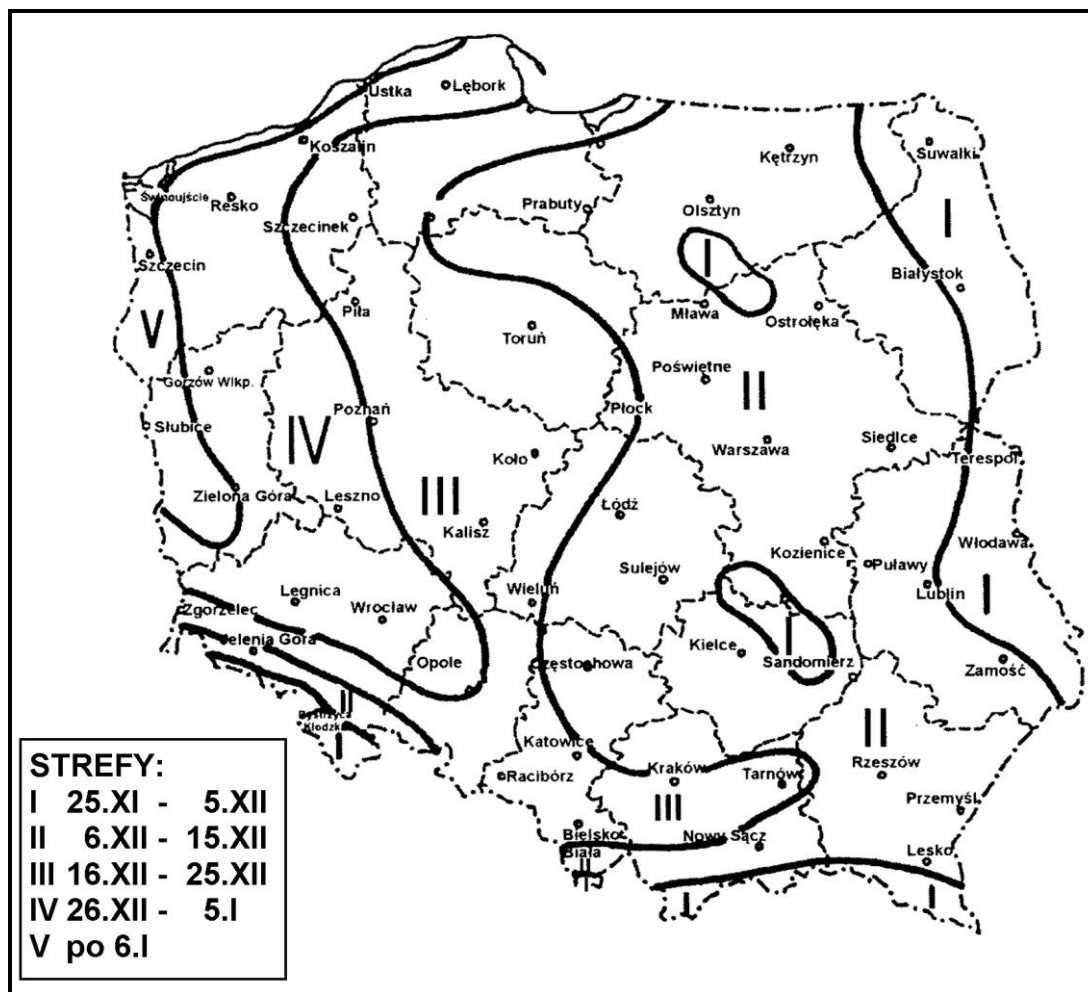 Ustka
Lębork
Koszalin
Świnoujście
Resko
Szczecinek
Szczecin
Prabuty
Kętrzyn
Suwałki
Olsztyn
I
I
Białystok
Piła
Toruń
Mława
Ostrołęka
V
Gorzów Wlkp.
Poświętne
II
Poznań
Płock
Słubice
IV
Warszawa
Siedlce
Koło
Terespol
Zielona Góra
Leszno
III
Kalisz
Łódź
Kozienice
Włodawa
Puławy
Sulejów
Lublin
I
Legnica
Wieluń
Zgorzelec
Wrocław
Jelenia Góra
Opole
Częstochowa
Kielce
I
Sandomierz
Zamość
II
Bystrzyca
Kłodzka
I
Katowice
II
Racibórz
Kraków
Tarnów
Rzeszów
III
Przemyśl
Bielsko
Biała
Nowy Sącz
Lesko
II
I
I
STREFY:
I 25.XI - 5.XII
II 6.XII - 15.XII
III 16.XII - 25.XII
IV 26.XII - 5.I
V po 6.I